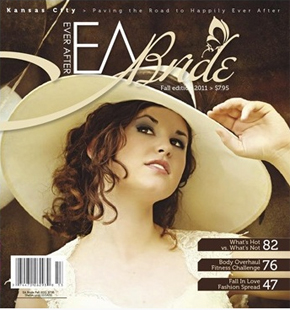 Kansas City » Paving the Road to Happily Ever After
EVER AFTER
EA
Bride
Fall edition 2011 > $7.95
What's Hot
vs. What's Not 82
Body Overhaul
Fitness Challenge 76
Fall In Love
Fashion Spread 47